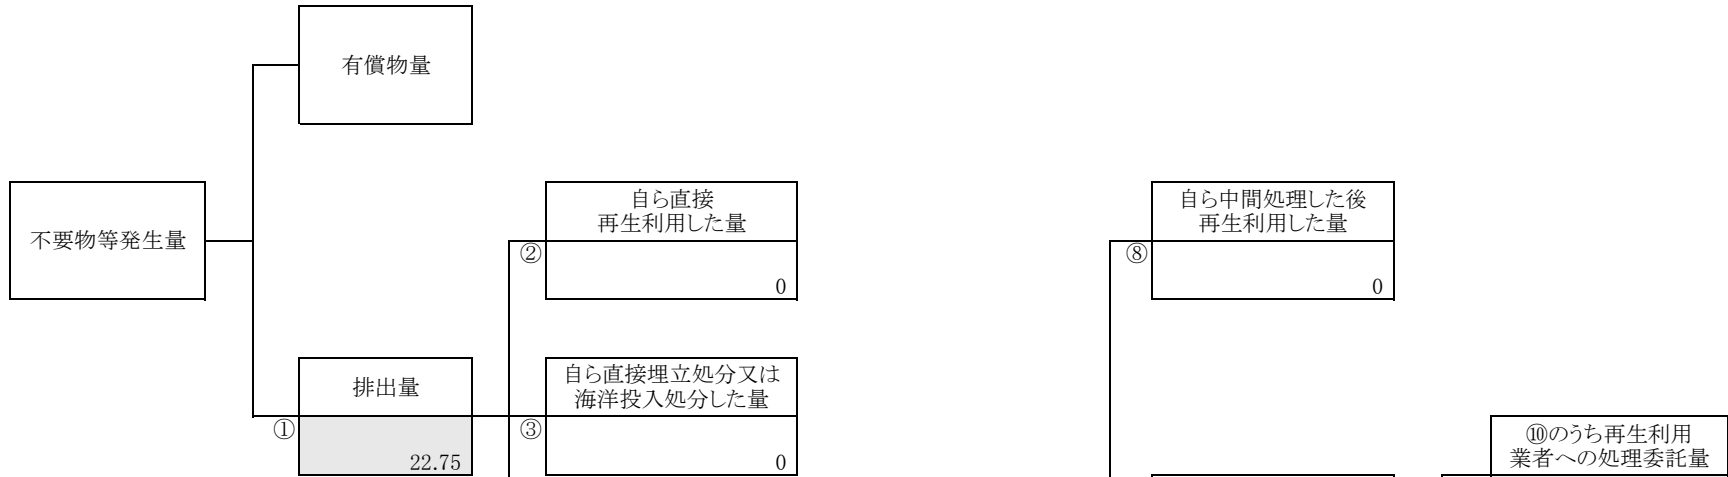 有償物量
不要物等発生量
自ら直接
再生利用した量
②
0
自ら中間処理した後
再生利用した量
⑧
0
排出量
①
22.75
自ら直接埋立処分又は
海洋投入処分した量
③
0
⑩のうち再生利用
業者への処理委託量